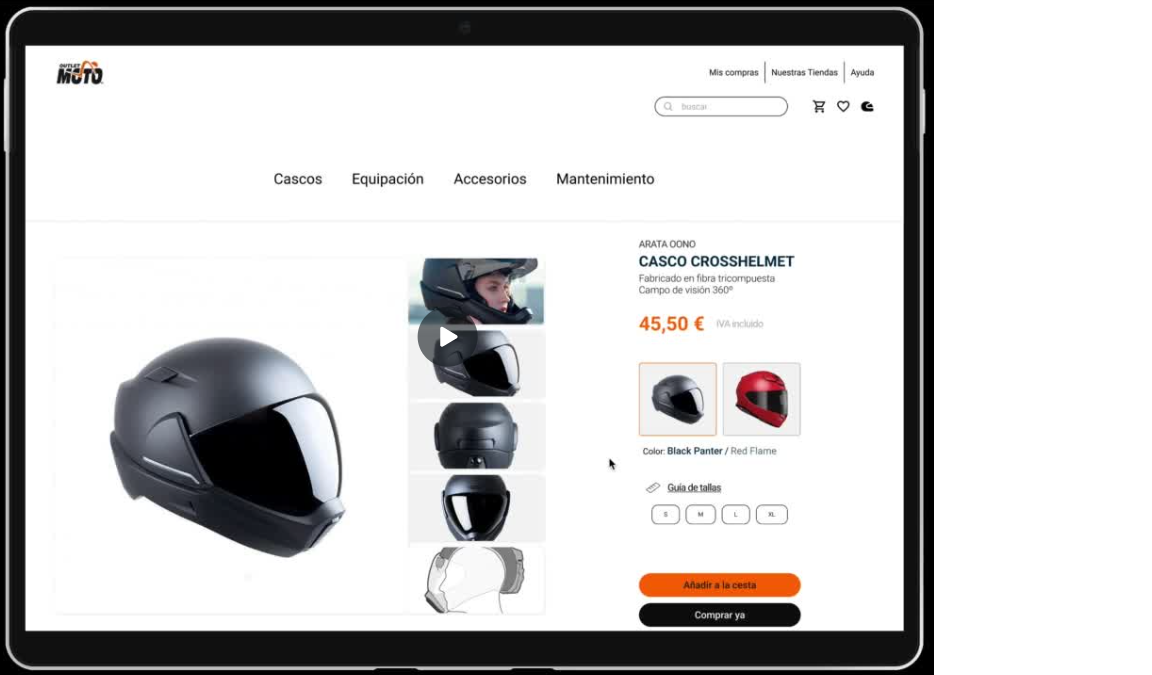 OUTLET
MOTO
Mis compras
Nuestras Tiendas
Ayuda
buscar
Cascos
Equipación
Accesorios
Mantenimiento
ARATA OONO
CASCO CROSSHELMET
Fabricado en fibra tricompuesta
Campo de visión 360º
45,50 € IVA incluido
Color: Black Panter / Red Flame
Guía de tallas
S
M
L
XL
Añadir a la cesta
Comprar ya